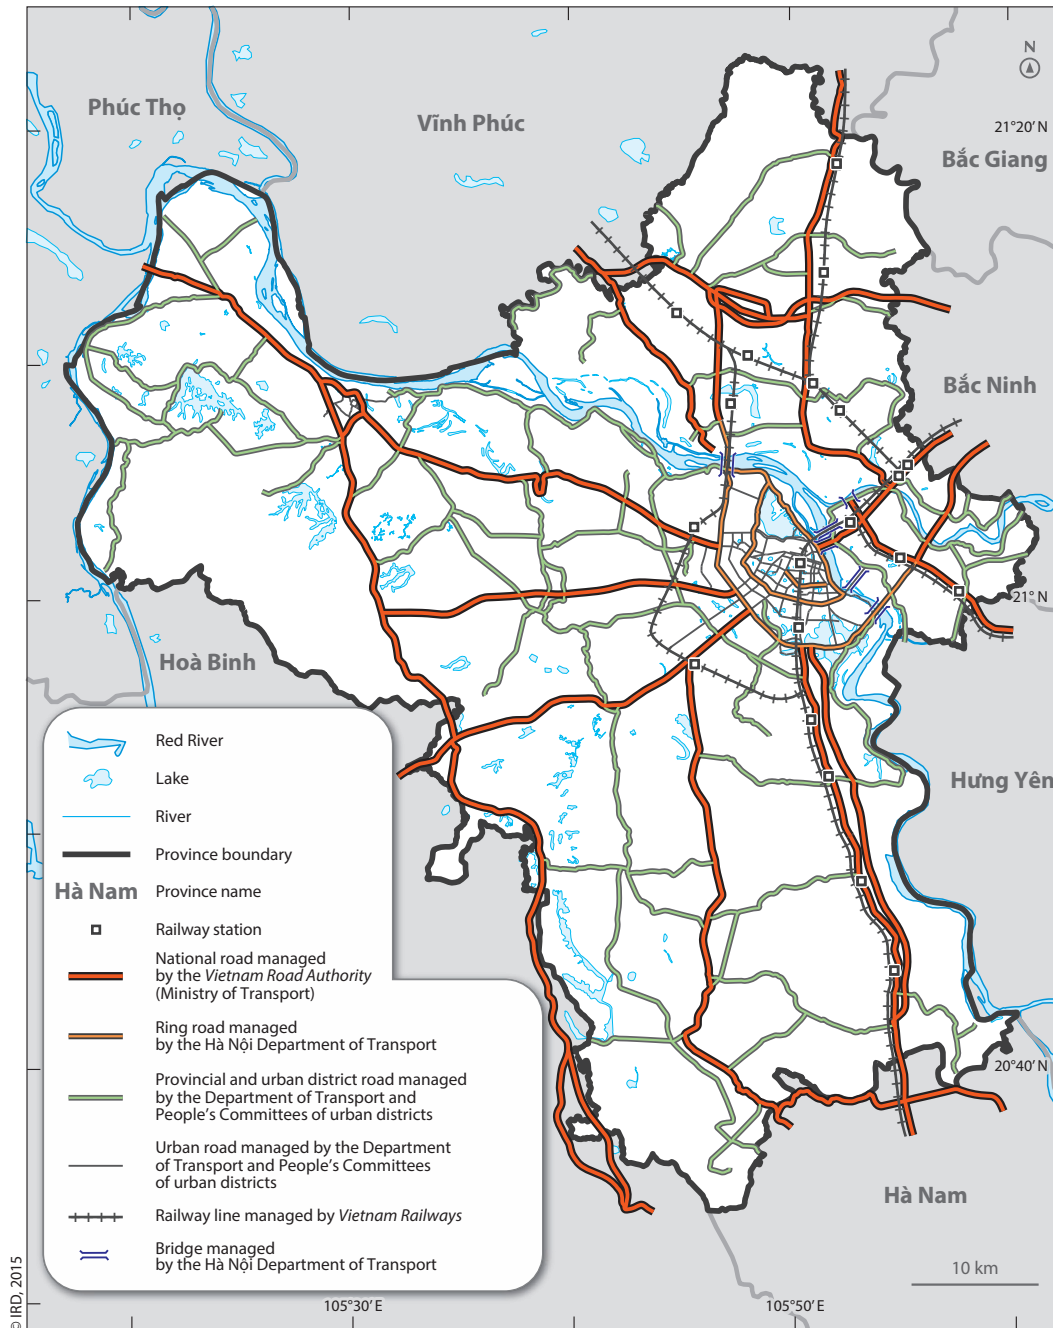 Phúc Thọ
Vĩnh Phúc
N
21°20' N
Bắc Giang
Bắc Ninh
21° N
Hoà Binh
Hưng Yên
Red River
Lake
River
Province boundary
Hà Nam
Province name
Railway station
National road managed
by the Vietnam Road Authority
(Ministry of Transport)
Ring road managed
by the Hà Nội Department of Transport
Provincial and urban district road managed
by the Department of Transport and
People's Committees of urban districts
Urban road managed by the Department
of Transport and People's Committees
of urban districts
Railway line managed by Vietnam Railways
Bridge managed
by the Hà Nội Department of Transport
20°40' N
Hà Nam
10 km
105°30' E
105°50' E
© IRD, 2015